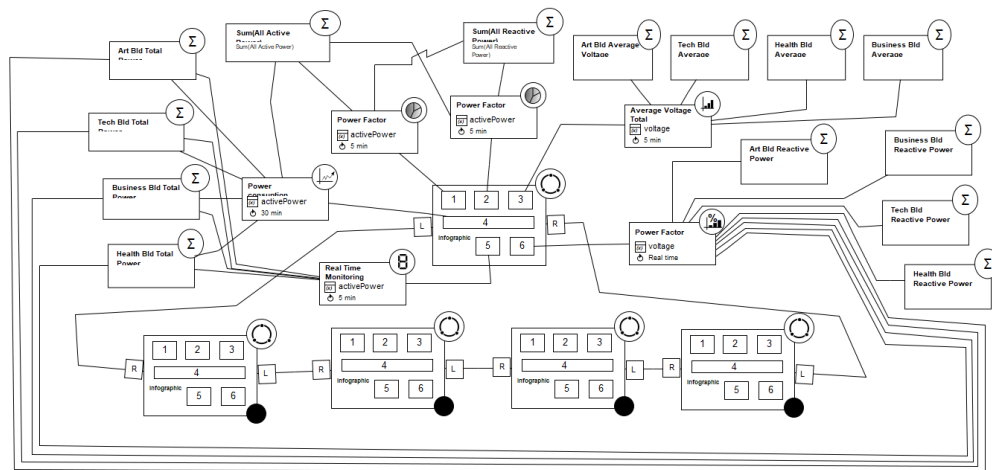 Art Bld Total
Power
Σ
Sum(All Active
Power)
Sum(All Active Power)
Σ
Sum(All Reactive
Power)
Sum(All Reactive
Power)
Σ
Art Bld Average
Voltage
Σ
Tech Bld
Average
Σ
Health Bld
Average
Σ
Business Bld
Average
Σ
Tech Bld Total
Power
Σ
Power Factor
activePower
5 min
Power Factor
activePower
5 min
Average Voltage
Total
voltage
5 min
Art Bld Reactive
Power
Σ
Business Bld
Reactive Power
Σ
Business Bld Total
Power
Σ
Power
activePower
30 min
1 2 3
4
L
R
infographic
5 6
Power Factor
voltage
Real time
%
Tech Bld
Reactive Power
Σ
Health Bld Total
Power
Σ
Real Time
Monitoring
activePower
5 min
8
Health Bld
Reactive Power
Σ
1 2 3
4
R
L
infographic
5 6
1 2 3
4
R
L
infographic
5 6
1 2 3
4
R
L
infographic
5 6
1 2 3
4
R
L
infographic
5 6